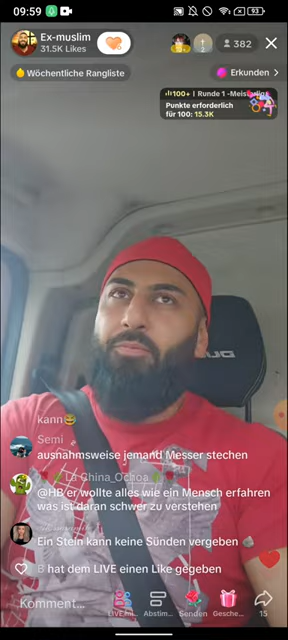 09:59
93
Ex-muslim
31.5K Likes
382
Wöchentliche Rangliste
Erkunden >
100+ | Runde 1 -Meisterliga
Punkte erforderlich
für 100: 15.3K
kann😂
Semi
ausnahmsweise jemand Messer stechen
La China_Ochoa
@HB er wollte alles wie ein Mensch erfahren
was ist daran schwer zu verstehen
Ein Stein kann keine Sünden vergeben
B hat dem LIVE einen Like gegeben
Komment...
Abstim...
Senden
Gesche...
15